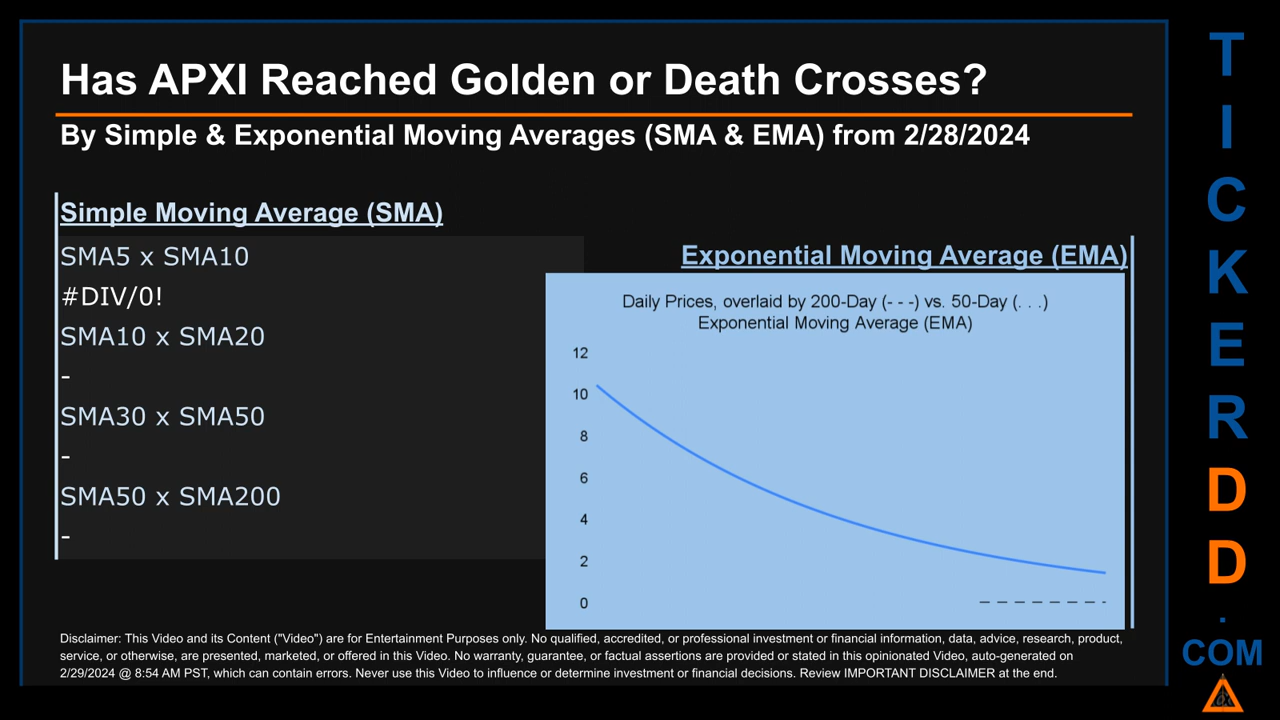 Has APXI Reached Golden or Death Crosses?
By Simple & Exponential Moving Averages (SMA & EMA) from 2/28/2024
Simple Moving Average (SMA)
SMA5 x SMA10
#DIV/0!
SMA10 x SMA20
-
SMA30 x SMA50
-
SMA50 x SMA200
-
Exponential Moving Average (EMA)
Daily Prices, overlaid by 200-Day (- - -) vs. 50-Day (. . .)
Exponential Moving Average (EMA)
12
10
8
6
4
2
0
Disclaimer: This Video and its Content ("Video") are for Entertainment Purposes only. No qualified, accredited, or professional investment or financial information, data, advice, research, product,
service, or otherwise, are presented, marketed, or offered in this Video. No warranty, guarantee, or factual assertions are provided or stated in this opinionated Video, auto-generated on
2/29/2024 @ 8:54 AM PST, which can contain errors. Never use this Video to influence or determine investment or financial decisions. Review IMPORTANT DISCLAIMER at the end.
T
I
C
K
E
R
D
D
.
COM